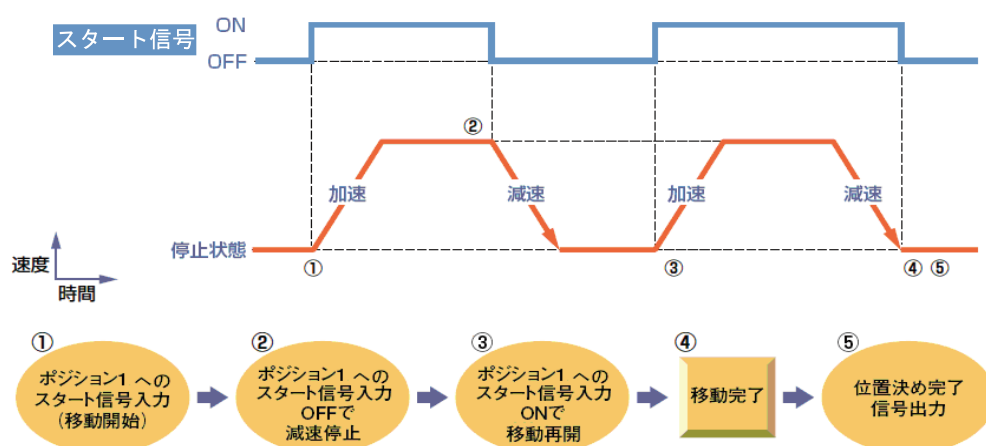 ON
スタート信号
OFF
②
加速
減速
加速
減速
停止状態
①
③
④ ⑤
速度
時間
①
ポジション1 への
スタート信号入力
(移動開始)
②
ポジション1 への
スタート信号入力
OFFで
減速停止
③
ポジション1 への
スタート信号入力
ONで
移動再開
④
移動完了
⑤
位置決め完了
信号出力